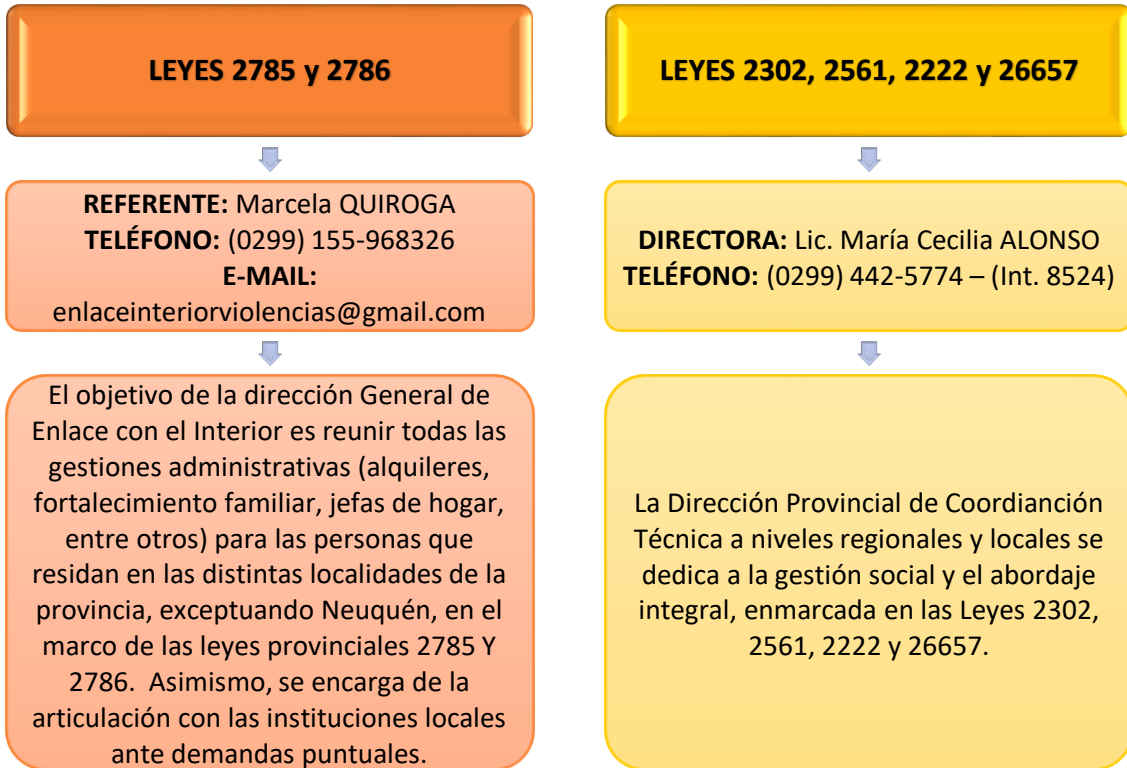 LEYES 2785 y 2786
REFERENTE: Marcela QUIROGA
TELÉFONO: (0299) 155-968326
E-MAIL:
enlaceinteriorviolencias@gmail.com
El objetivo de la dirección General de
Enlace con el Interior es reunir todas las
gestiones administrativas (alquileres,
fortalecimiento familiar, jefas de hogar,
entre otros) para las personas que
residan en las distintas localidades de la
provincia, exceptuando Neuquén, en el
marco de las leyes provinciales 2785 Y
2786. Asimismo, se encarga de la
articulación con las instituciones locales
ante demandas puntuales.
LEYES 2302, 2561, 2222 y 26657
DIRECTORA: Lic. María Cecilia ALONSO
TELÉFONO: (0299) 442-5774 – (Int. 8524)
La Dirección Provincial de Coordianción
Técnica a niveles regionales y locales se
dedica a la gestión social y el abordaje
integral, enmarcada en las Leyes 2302,
2561, 2222 y 26657.